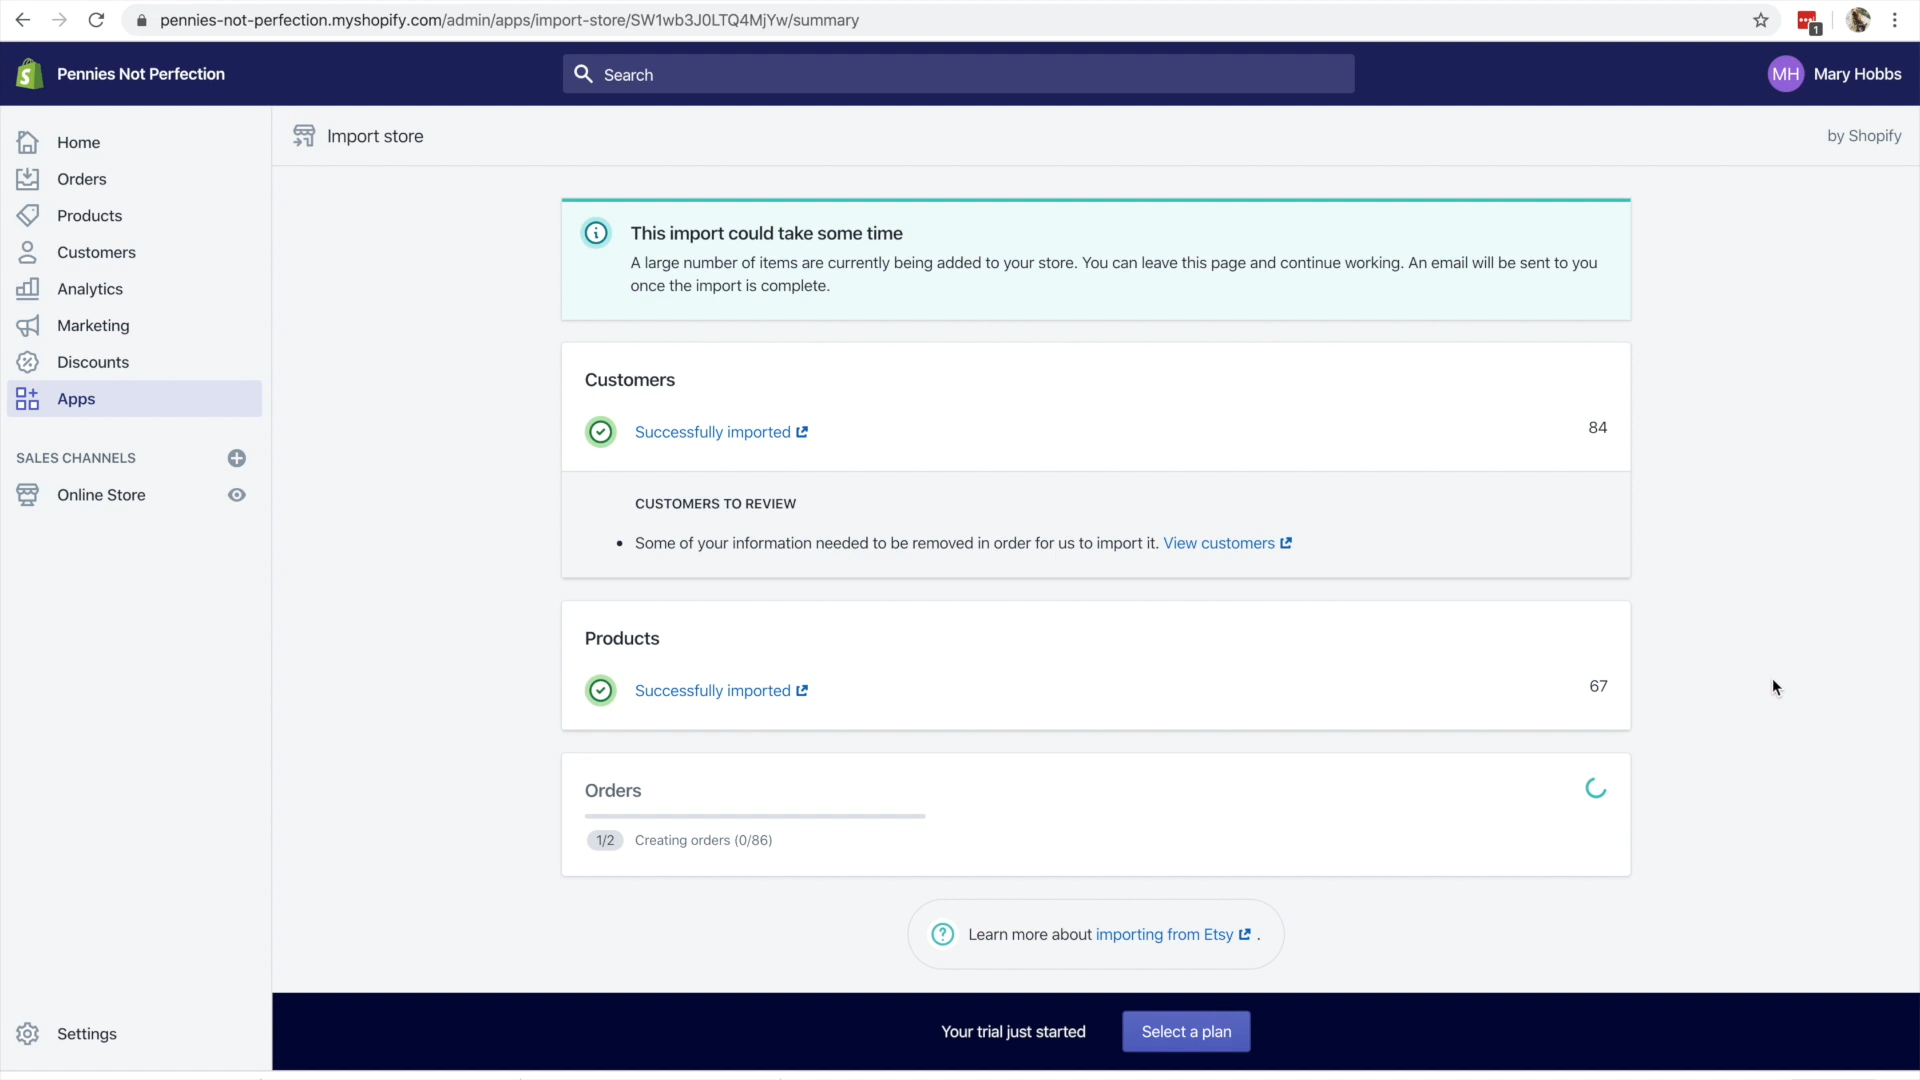 pennies-not-perfection.myshopify.com/admin/apps/import-store/SW1wb3J0LTQ4MjYw/summary
1
Pennies Not Perfection
Search
MH Mary Hobbs
Home
Orders
Products
Customers
Analytics
Marketing
Discounts
Apps
SALES CHANNELS
Online Store
Settings
Import store
by Shopify
This import could take some time
A large number of items are currently being added to your store. You can leave this page and continue working. An email will be sent to you
once the import is complete.
Customers
Successfully imported 84
CUSTOMERS TO REVIEW
• Some of your information needed to be removed in order for us to import it. View customers
Products
Successfully imported 67
Orders
1/2 Creating orders (0/86)
Learn more about importing from Etsy .
Your trial just started Select a plan